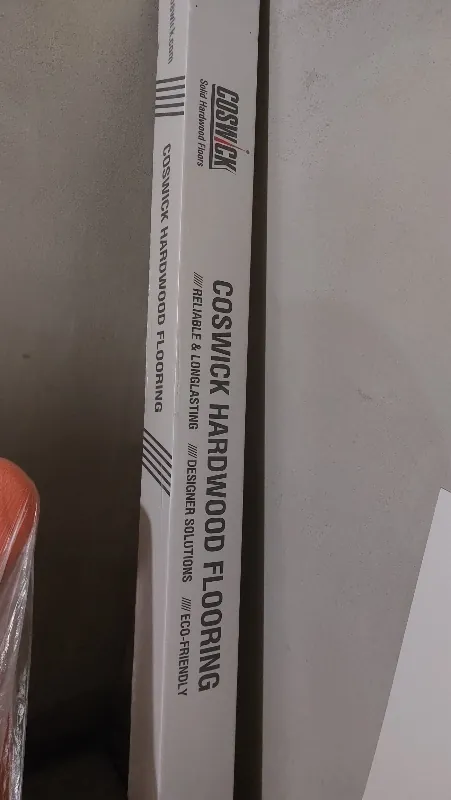 COSWICK
Solid Hardwood Floors
COSWICK HARDWOOD FLOORING
///// RELIABLE & LONGLASTING ///// DESIGNER SOLUTIONS ///// ECO-FRIENDLY
COSWICK HARDWOOD FLOORING